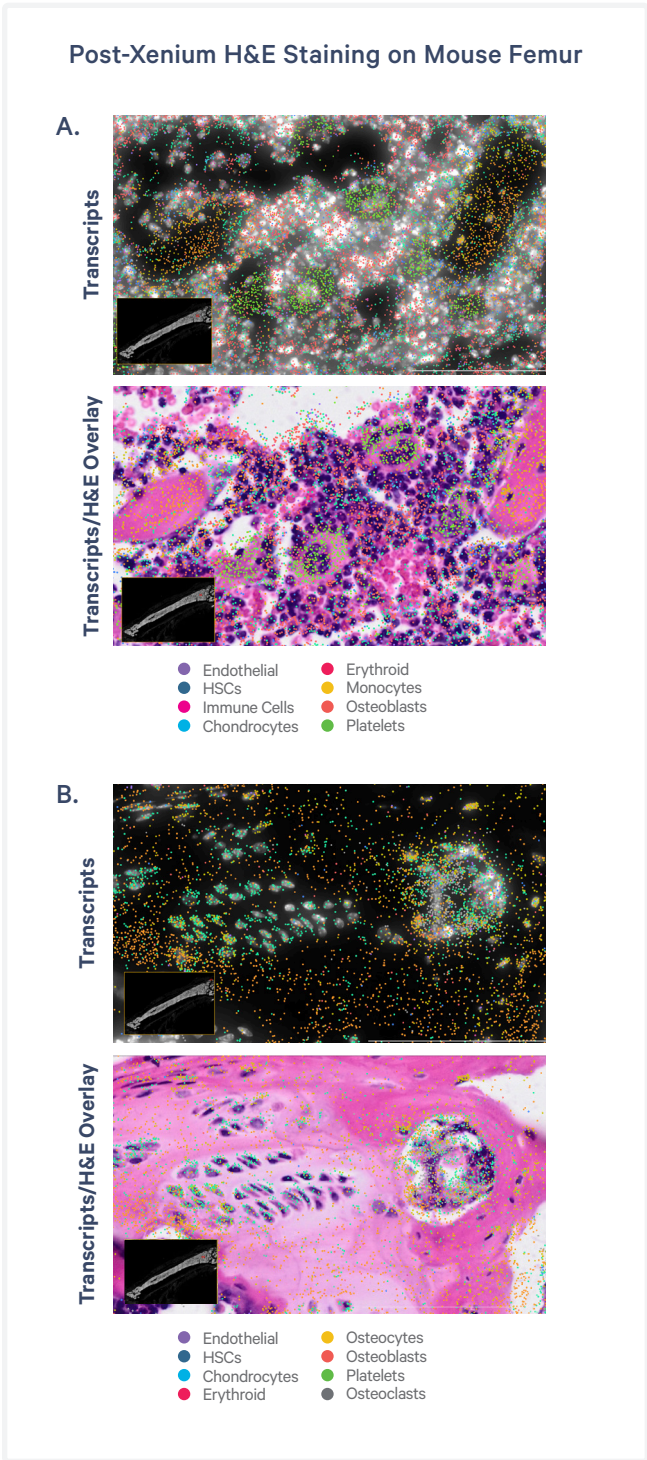 Post-Xenium H&E Staining on Mouse Femur
A.
Transcripts
Transcripts/H&E Overlay
Endothelial
HSCs
Immune Cells
Chondrocytes
Erythroid
Monocytes
Osteoblasts
Platelets
B.
Transcripts
Transcripts/H&E Overlay
Endothelial
HSCs
Chondrocytes
Erythroid
Osteocytes
Osteoblasts
Platelets
Osteoclasts